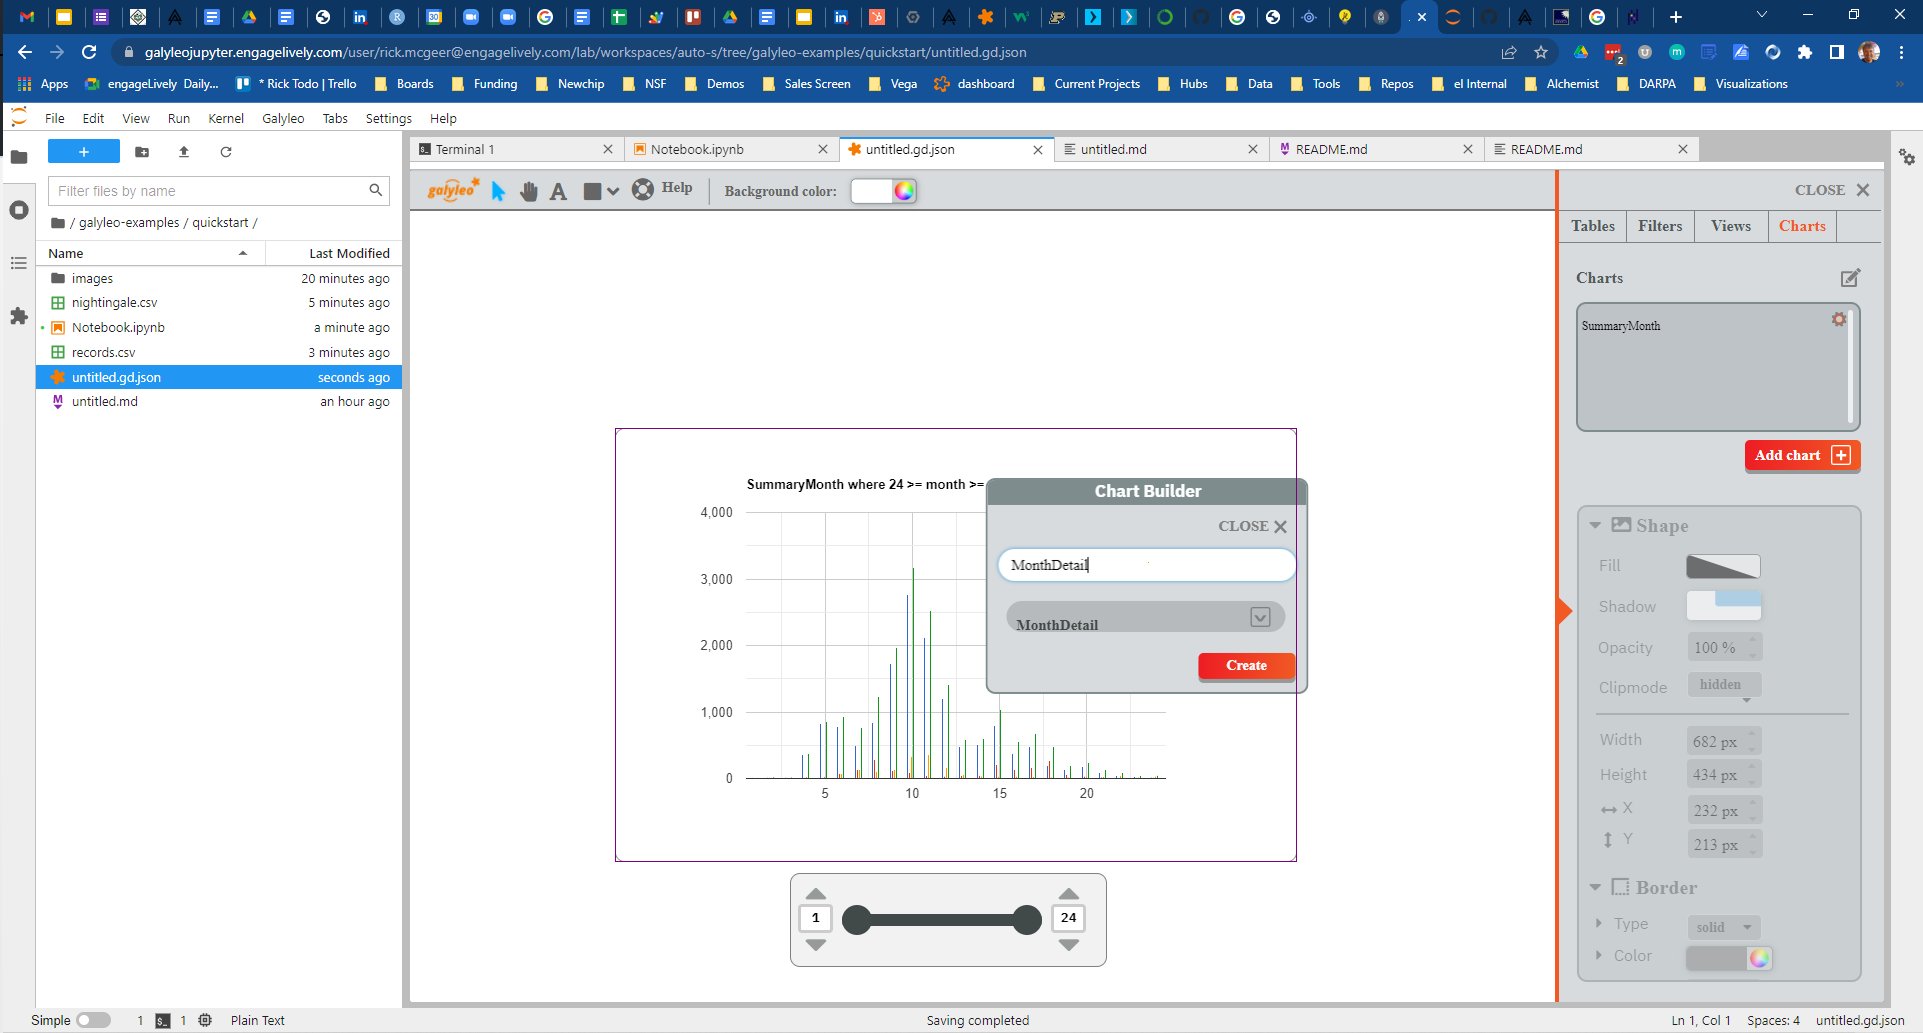 galyleojupyter.engagelively.com/user/rick.mcgeer@engagelively.com/lab/workspaces/auto-s/tree/galyleo-examples/quickstart/untitled.gd.json
Apps engageLively Daily... * Rick Todo | Trello Boards Funding Newchip NSF Demos Sales Screen Vega dashboard Current Projects Hubs Data Tools Repos el Internal Alchemist DARPA Visualizations »
File Edit View Run Kernel Galyleo Tabs Settings Help
Terminal 1 Notebook.ipynb untitled.gd.json untitled.md README.md README.md
Filter files by name
/ galyleo-examples / quickstart /
Name Last Modified
images 20 minutes ago
nightingale.csv 5 minutes ago
Notebook.ipynb a minute ago
records.csv 3 minutes ago
untitled.gd.json seconds ago
untitled.md an hour ago
galyleo A Help Background color:
SummaryMonth where 24 >= month >=
4,000
3,000
2,000
1,000
0
5 10 15 20
Chart Builder
CLOSE
MonthDetail
MonthDetail
Create
1 24
CLOSE
Tables Filters Views Charts
Charts
SummaryMonth
Add chart
Shape
Fill
Shadow
Opacity 100 %
Clipmode hidden
Width 682 px
Height 434 px
X 232 px
Y 213 px
Border
Type solid
Color
Simple 1 1 Plain Text Saving completed Ln 1, Col 1 Spaces: 4 untitled.gd.json